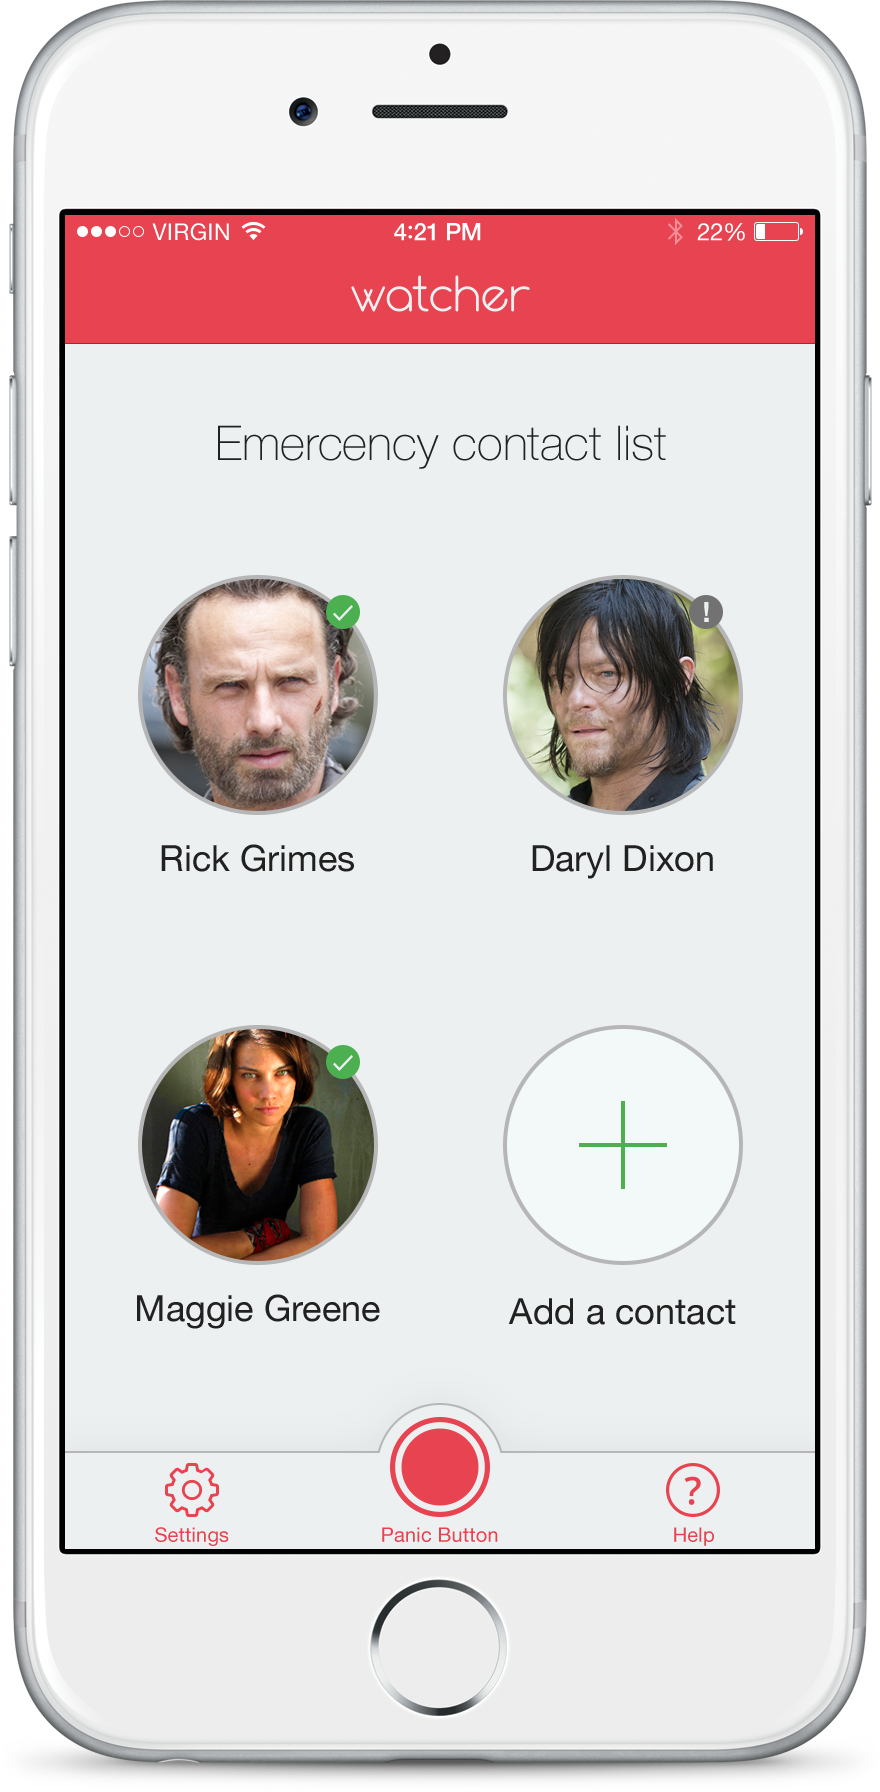 VIRGIN 4:21 PM 22%
watcher
Emercency contact list
Rick Grimes
Daryl Dixon
Maggie Greene
Add a contact
Settings
Panic Button
Help